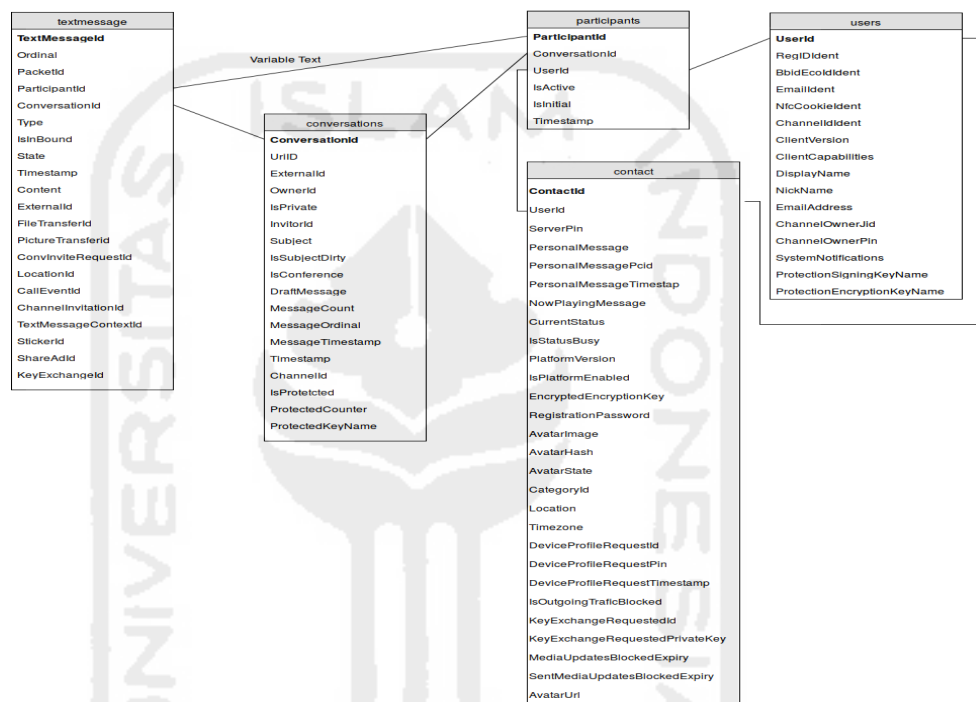 textmessage
TextMessageId
Ordinal
PacketId
ParticipantId
ConversationId
Type
IsInBound
State
Timestamp
Content
ExternalId
FileTransferId
PictureTransferid
ConvInviteRequestId
LocationId
CallEventId
ChannelInvitationId
TextMessageContextId
StickerId
ShareAdId
KeyExchangeId
Variable Text
conversations
ConversationId
UrlID
ExternalId
OwnerId
IsPrivate
InvitorId
Subject
IsSubjectDirty
IsConference
DraftMessage
MessageCount
MessageOrdinal
MessageTimestamp
Timestamp
ChannelId
IsProtetcted
ProtectedCounter
ProtectedKeyName
participants
ParticipantId
ConversationId
UserId
IsActive
IsInitial
Timestamp
contact
ContactId
UserId
ServerPin
PersonalMessage
PersonalMessagePcid
PersonalMessageTimestap
NowPlayingMessage
CurrentStatus
IsStatusBusy
PlatformVersion
IsPlatformEnabled
EncryptedEncryptionKey
RegistrationPassword
AvatarImage
AvatarHash
AvatarState
CategoryId
Location
Timezone
DeviceProfileRequestId
DeviceProfileRequestPin
DeviceProfileRequestTimestamp
IsOutgoingTraficBlocked
KeyExchangeRequestedId
KeyExchangeRequestedPrivateKey
MediaUpdatesBlockedExpiry
SentMediaUpdatesBlockedExpiry
AvatarUrl
users
UserId
RegIDIdent
BbidEcoIdIdent
EmailIdent
NfcCookieIdent
ChannelIdIdent
ClientVersion
ClientCapabilities
DisplayName
NickName
EmailAddress
ChannelOwnerJid
ChannelOwnerPin
SystemNotifications
ProtectionSigningKeyName
ProtectionEncryptionKeyName
UNIVERSITAS
ISLAM
INDONESI